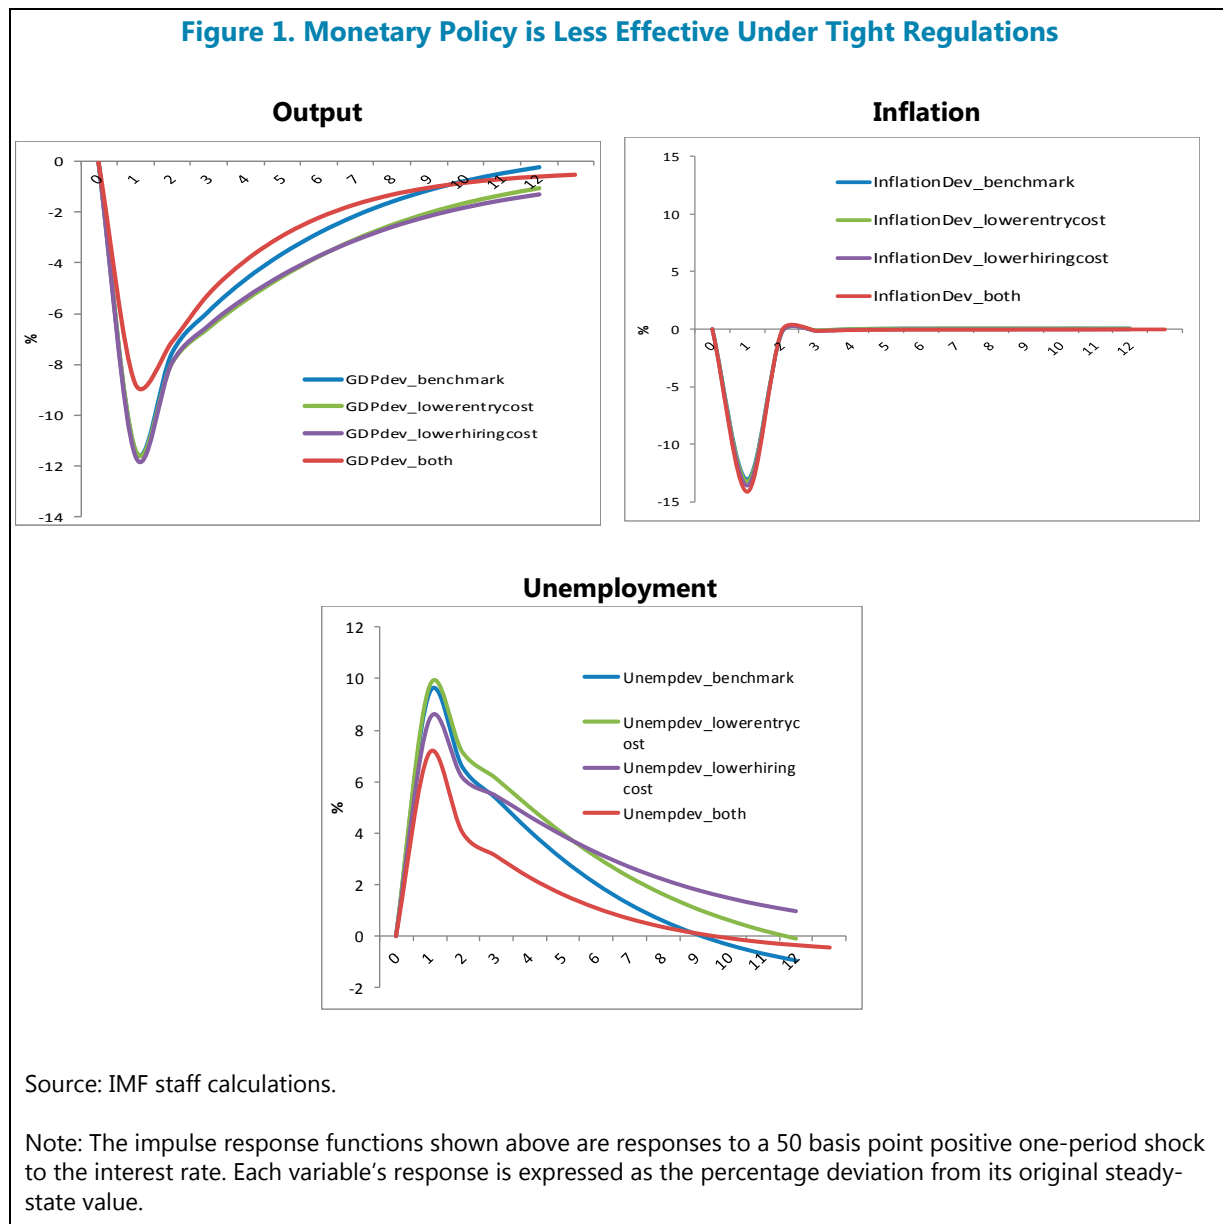 Figure 1. Monetary Policy is Less Effective Under Tight Regulations
Output
0
-2
-4
-6
-8
-10
-12
-14
%
0 1 2 3 4 5 6 7 8 9 10 11 12
GDPdev_benchmark
GDPdev_lowerentrycost
GDPdev_lowerhiringcost
GDPdev_both
Inflation
15
10
5
0
-5
-10
-15
%
0 1 2 3 4 5 6 7 8 9 10 11 12
InflationDev_benchmark
InflationDev_lowerentrycost
InflationDev_lowerhiringcost
InflationDev_both
Unemployment
12
10
8
6
4
2
0
-2
%
0 1 2 3 4 5 6 7 8 9 10 11 12
Unempdev_benchmark
Unempdev_lowerentryc
ost
Unempdev_lowerhiring
cost
Unempdev_both
Source: IMF staff calculations.
Note: The impulse response functions shown above are responses to a 50 basis point positive one-period shock
to the interest rate. Each variable's response is expressed as the percentage deviation from its original steady-
state value.